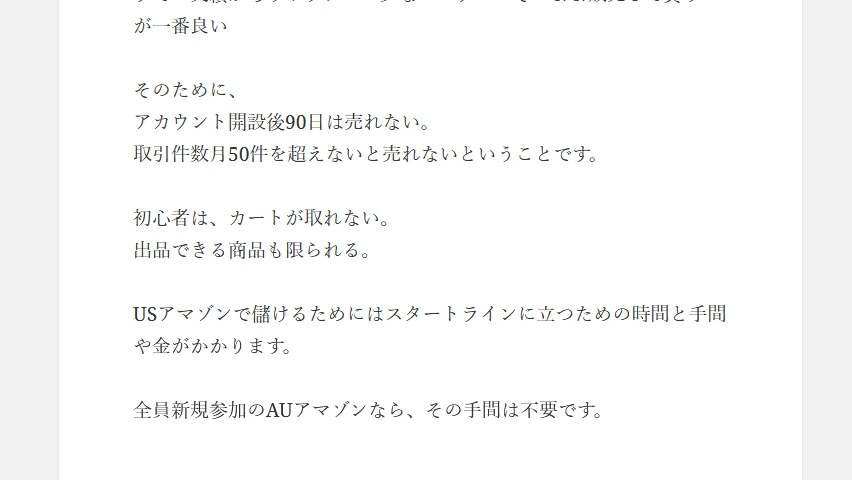 が一番良い
そのために、
アカウント開設後90日は売れない。
取引件数月50件を超えないと売れないということです。
初心者は、カートが取れない。
出品できる商品も限られる。
USアマゾンで儲けるためにはスタートラインに立つための時間と手間
や金がかかります。
全員新規参加のAUアマゾンなら、その手間は不要です。